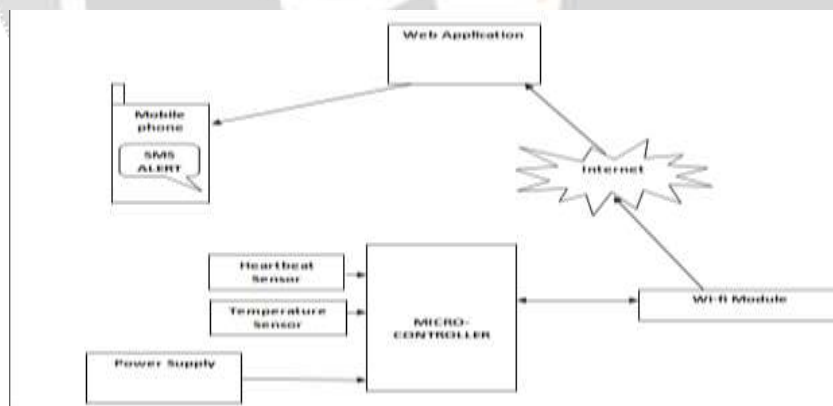 Web Application
Mobile
phone
SMS
ALERT
Internet
Heartbeat
Sensor
Temperature
Sensor
MICRO-
CONTROLLER
Wi-fi Module
Power Supply